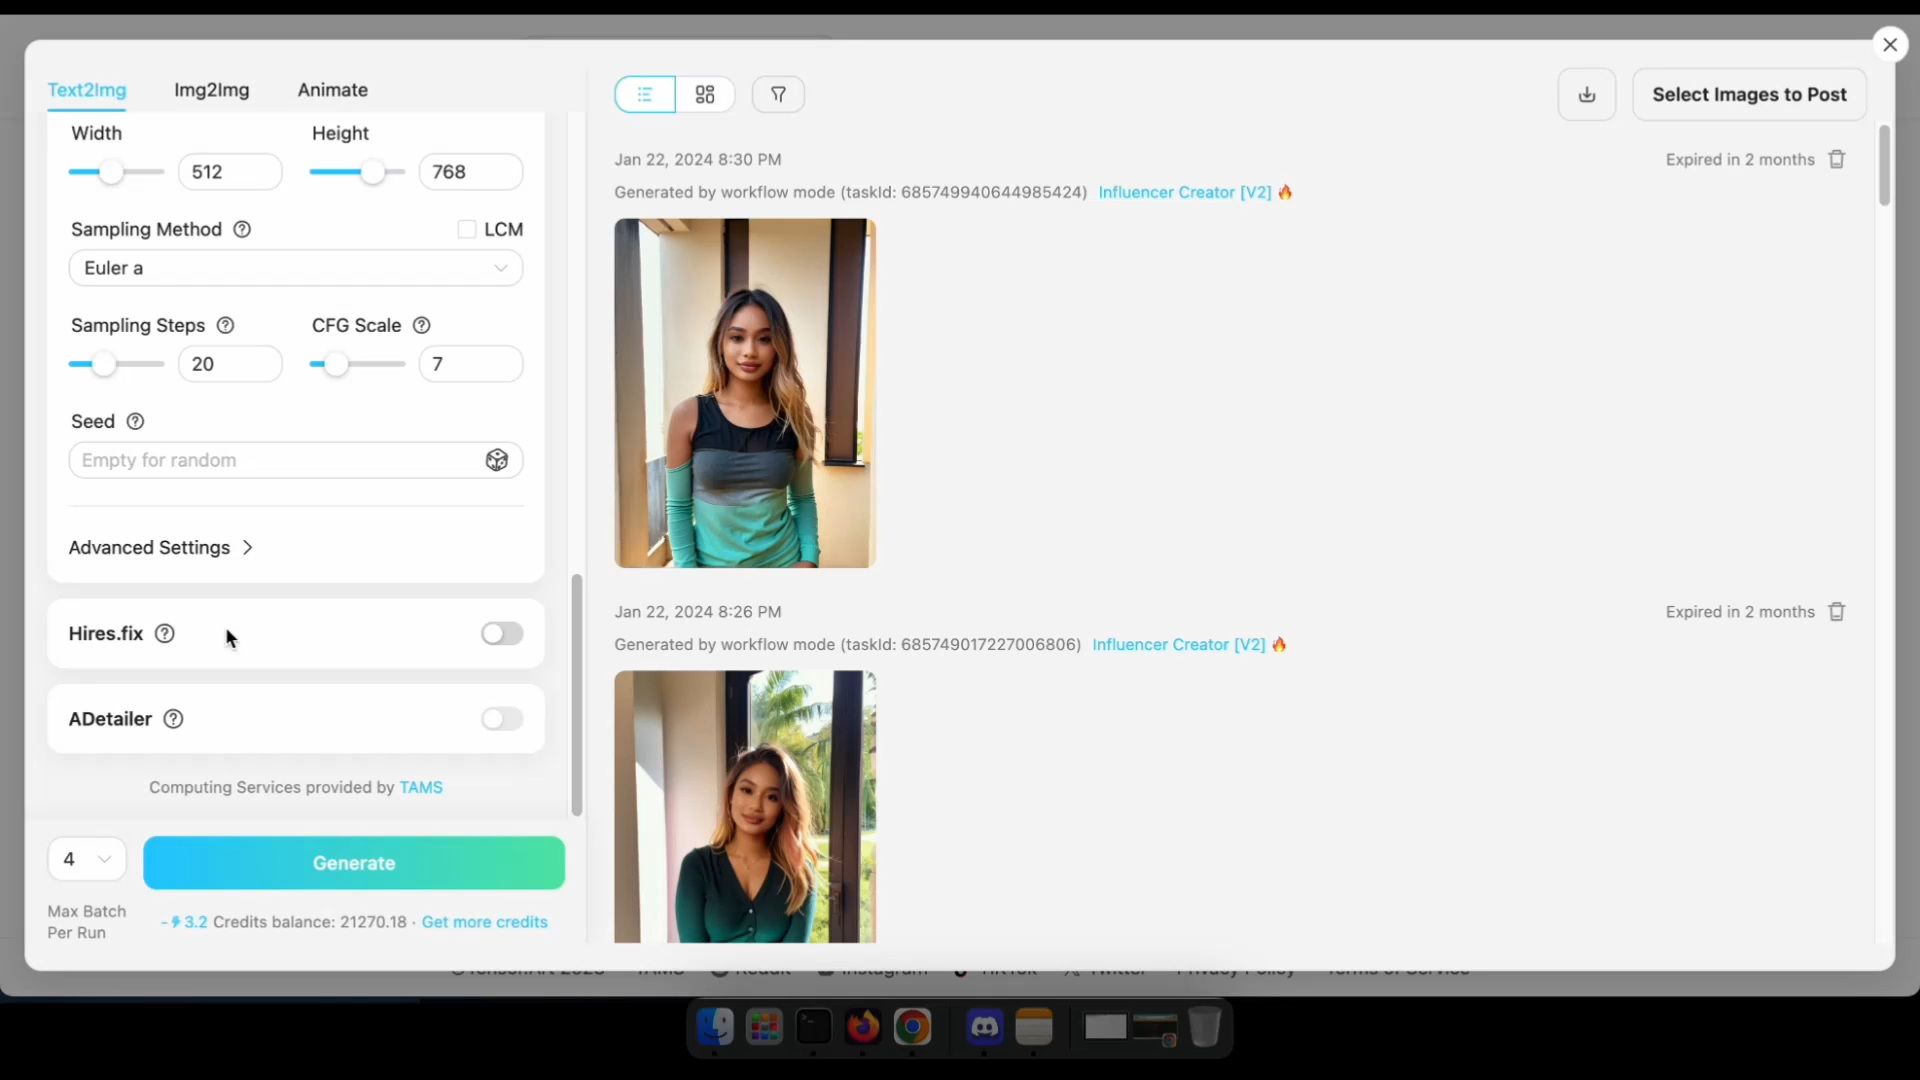 Text2Img Img2Img Animate
Select Images to Post
Width Height
512 768
Sampling Method LCM
Euler a
Sampling Steps CFG Scale
20 7
Seed
Empty for random
Advanced Settings
Hires.fix
ADetailer
Computing Services provided by TAMS
4 Generate
Max Batch
Per Run
- 3.2 Credits balance: 21270.18 · Get more credits
Jan 22, 2024 8:30 PM Expired in 2 months
Generated by workflow mode (taskId: 685749940644985424) Influencer Creator [V2] 🔥
Jan 22, 2024 8:26 PM Expired in 2 months
Generated by workflow mode (taskId: 685749017227006806) Influencer Creator [V2] 🔥